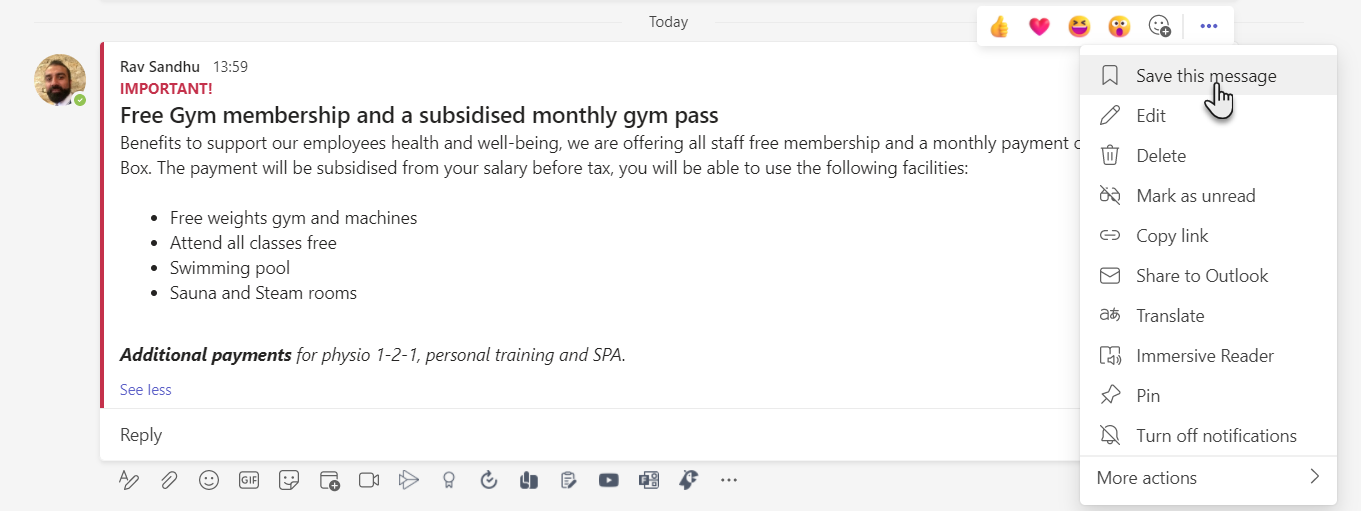 Today
Rav Sandhu 13:59
IMPORTANT!
Free Gym membership and a subsidised monthly gym pass
Benefits to support our employees health and well-being, we are offering all staff free membership and a monthly payment
Box. The payment will be subsidised from your salary before tax, you will be able to use the following facilities:
• Free weights gym and machines
• Attend all classes free
• Swimming pool
• Sauna and Steam rooms
Additional payments for physio 1-2-1, personal training and SPA.
See less
Reply
GIF
Save this message
Edit
Delete
Mark as unread
Copy link
Share to Outlook
Translate
Immersive Reader
Pin
Turn off notifications
More actions